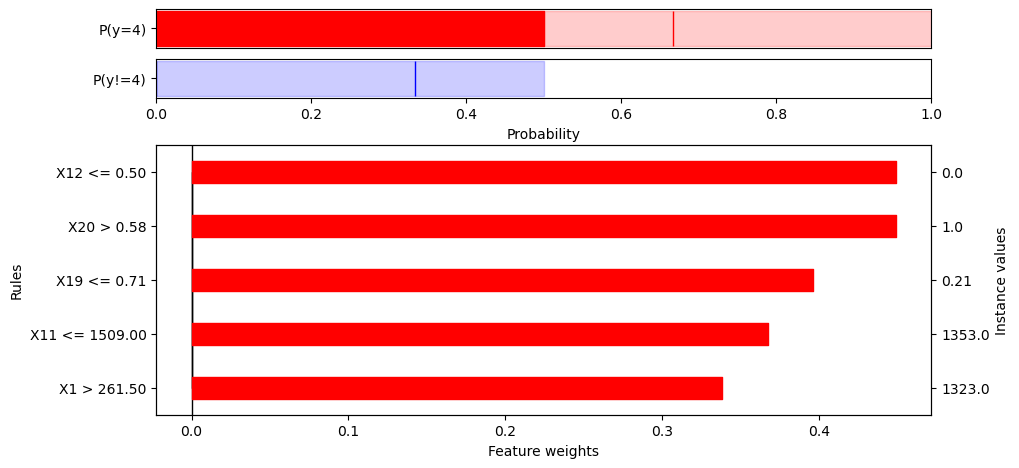 P(y=4)
P(y!=4)
0.0 0.2 0.4 0.6 0.8 1.0
Probability
X12 <= 0.50 0.0
X20 > 0.58 1.0
X19 <= 0.71 0.21
X11 <= 1509.00 1353.0
X1 > 261.50 1323.0
Rules
Instance values
0.0 0.1 0.2 0.3 0.4
Feature weights